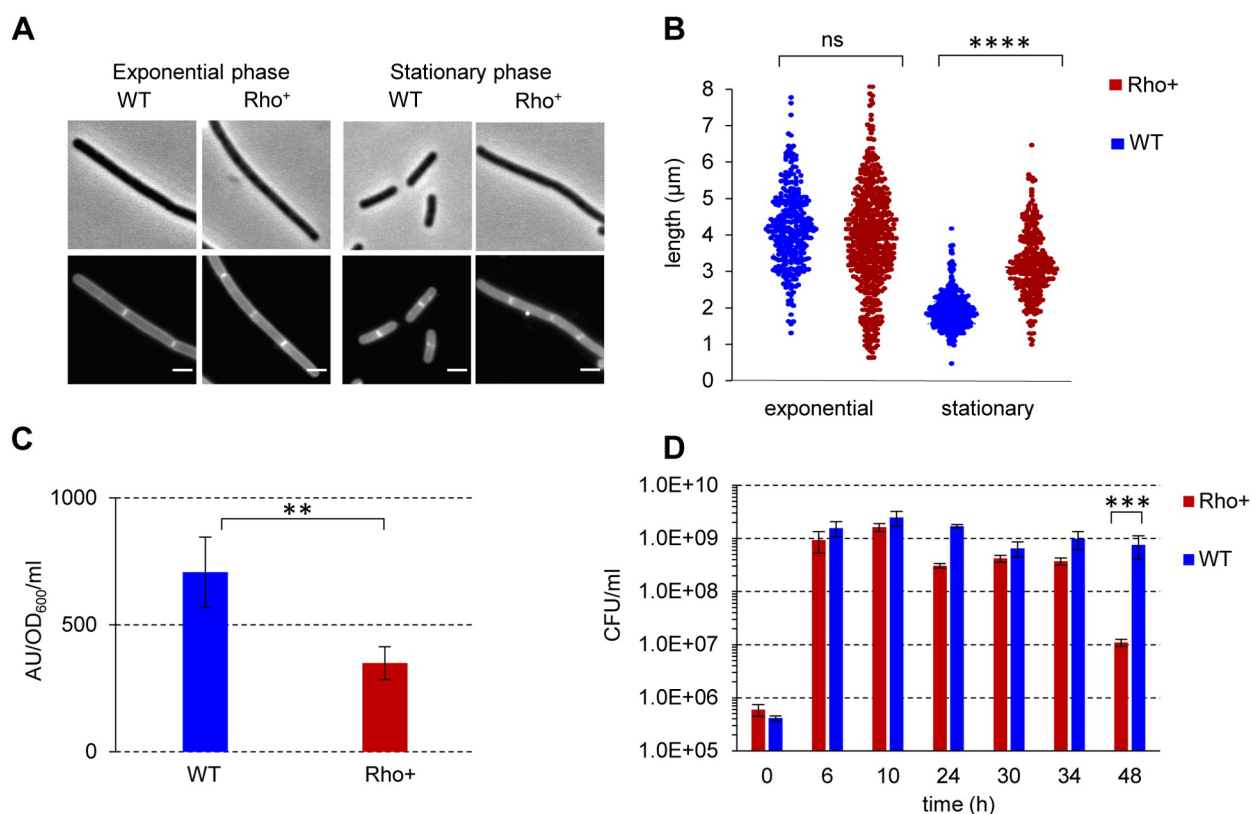 A
Exponential phase
WT Rho⁺
Stationary phase
WT Rho⁺
B
ns
****
Rho+
WT
length (µm)
8
7
6
5
4
3
2
1
0
exponential stationary
C
AU/OD₆₀₀/ml
1000
500
0
**
WT Rho+
D
CFU/ml
1.0E+10
1.0E+09
1.0E+08
1.0E+07
1.0E+06
1.0E+05
***
Rho+
WT
0 6 10 24 30 34 48
time (h)